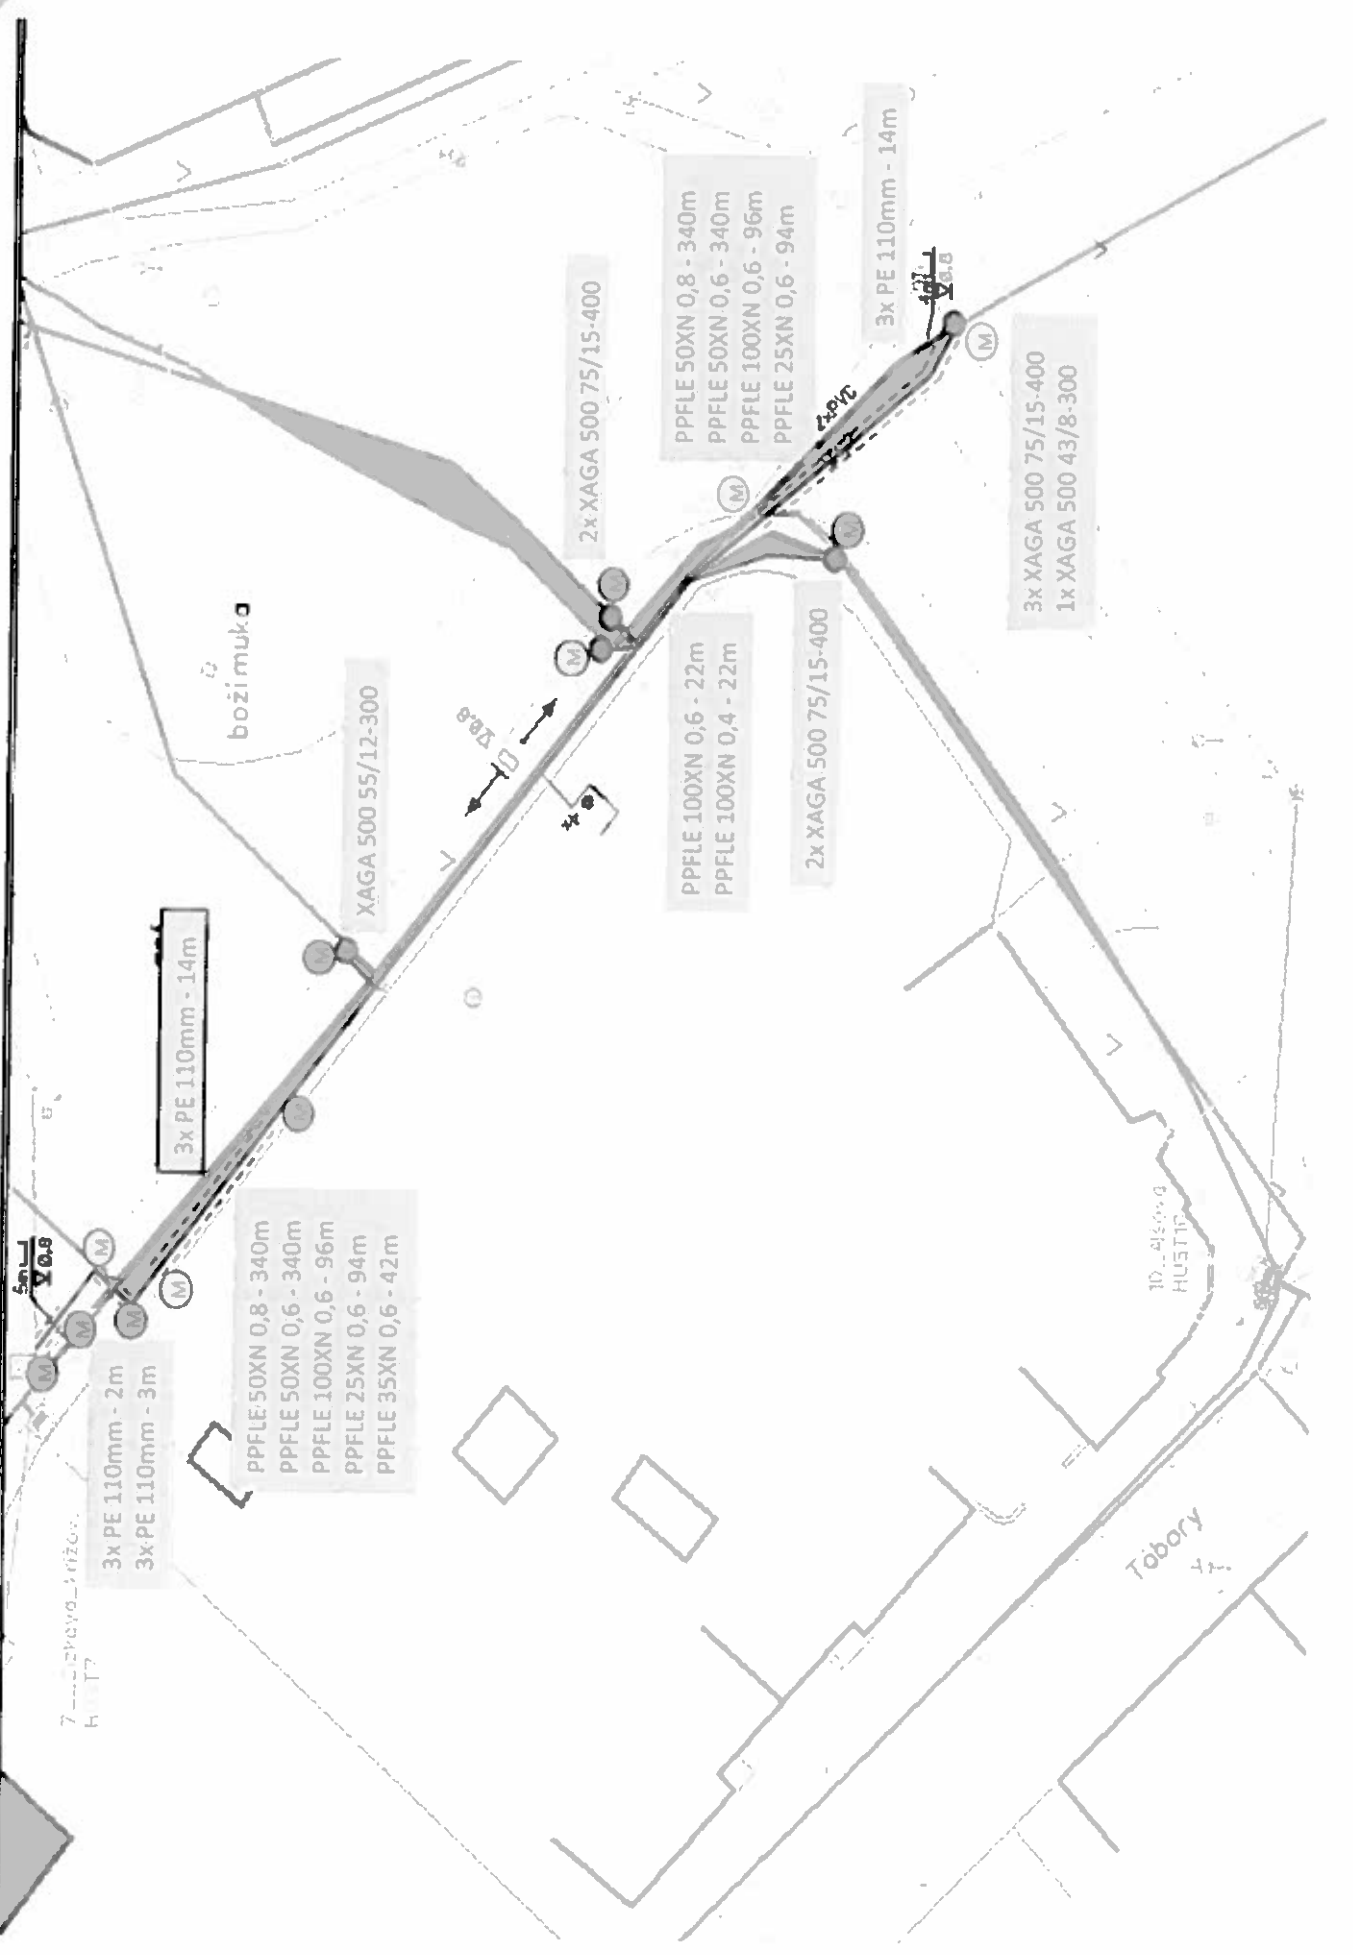 3x PE 110mm - 14m
PPFLE 50XN 0,8 - 340m
PPFLE 50XN 0,6 - 340m
PPFLE 100XN 0,6 - 96m
PPFLE 25XN 0,6 - 94m
2x XAGA 500 75/15-400
M
3x XAGA 500 75/15-400
1x XAGA 500 43/8-300
M
M
M
M
boží muka
XAGA 500 55/12-300
PPFLE 100XN 0,6 - 22m
PPFLE 100XN 0,4 - 22m
2x XAGA 500 75/15-400
M
3x PE 110mm - 14m
M
M
M
M
M
M
0.8
PPFLE 50XN 0,8 - 340m
PPFLE 50XN 0,6 - 340m
PPFLE 100XN 0,6 - 96m
PPFLE 25XN 0,6 - 94m
PPFLE 35XN 0,6 - 42m
3x PE 110mm - 2m
3x PE 110mm - 3m
Tábory